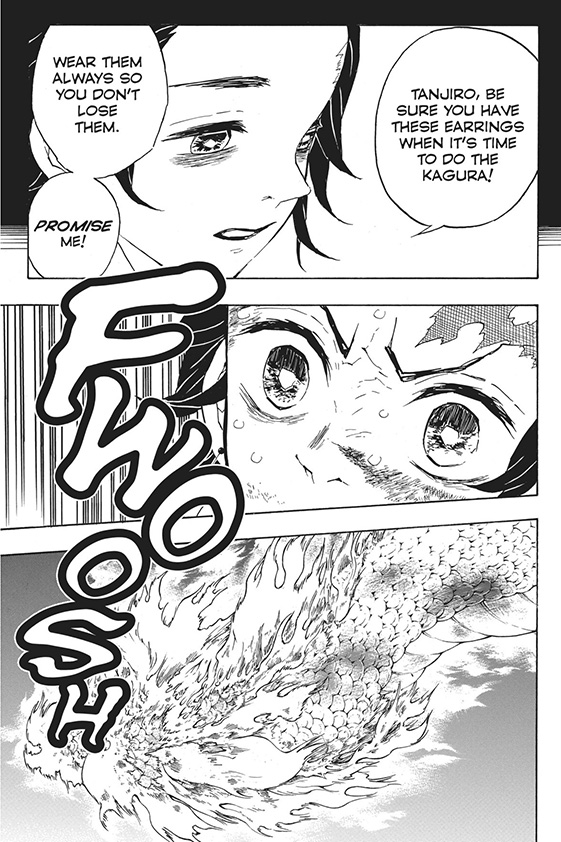 TANJIRO, BE
SURE YOU HAVE
THESE EARRINGS
WHEN IT'S TIME
TO DO THE
KAGURA!
WEAR THEM
ALWAYS SO
YOU DON'T
LOSE
THEM.
PROMISE
ME!
FWOOSH